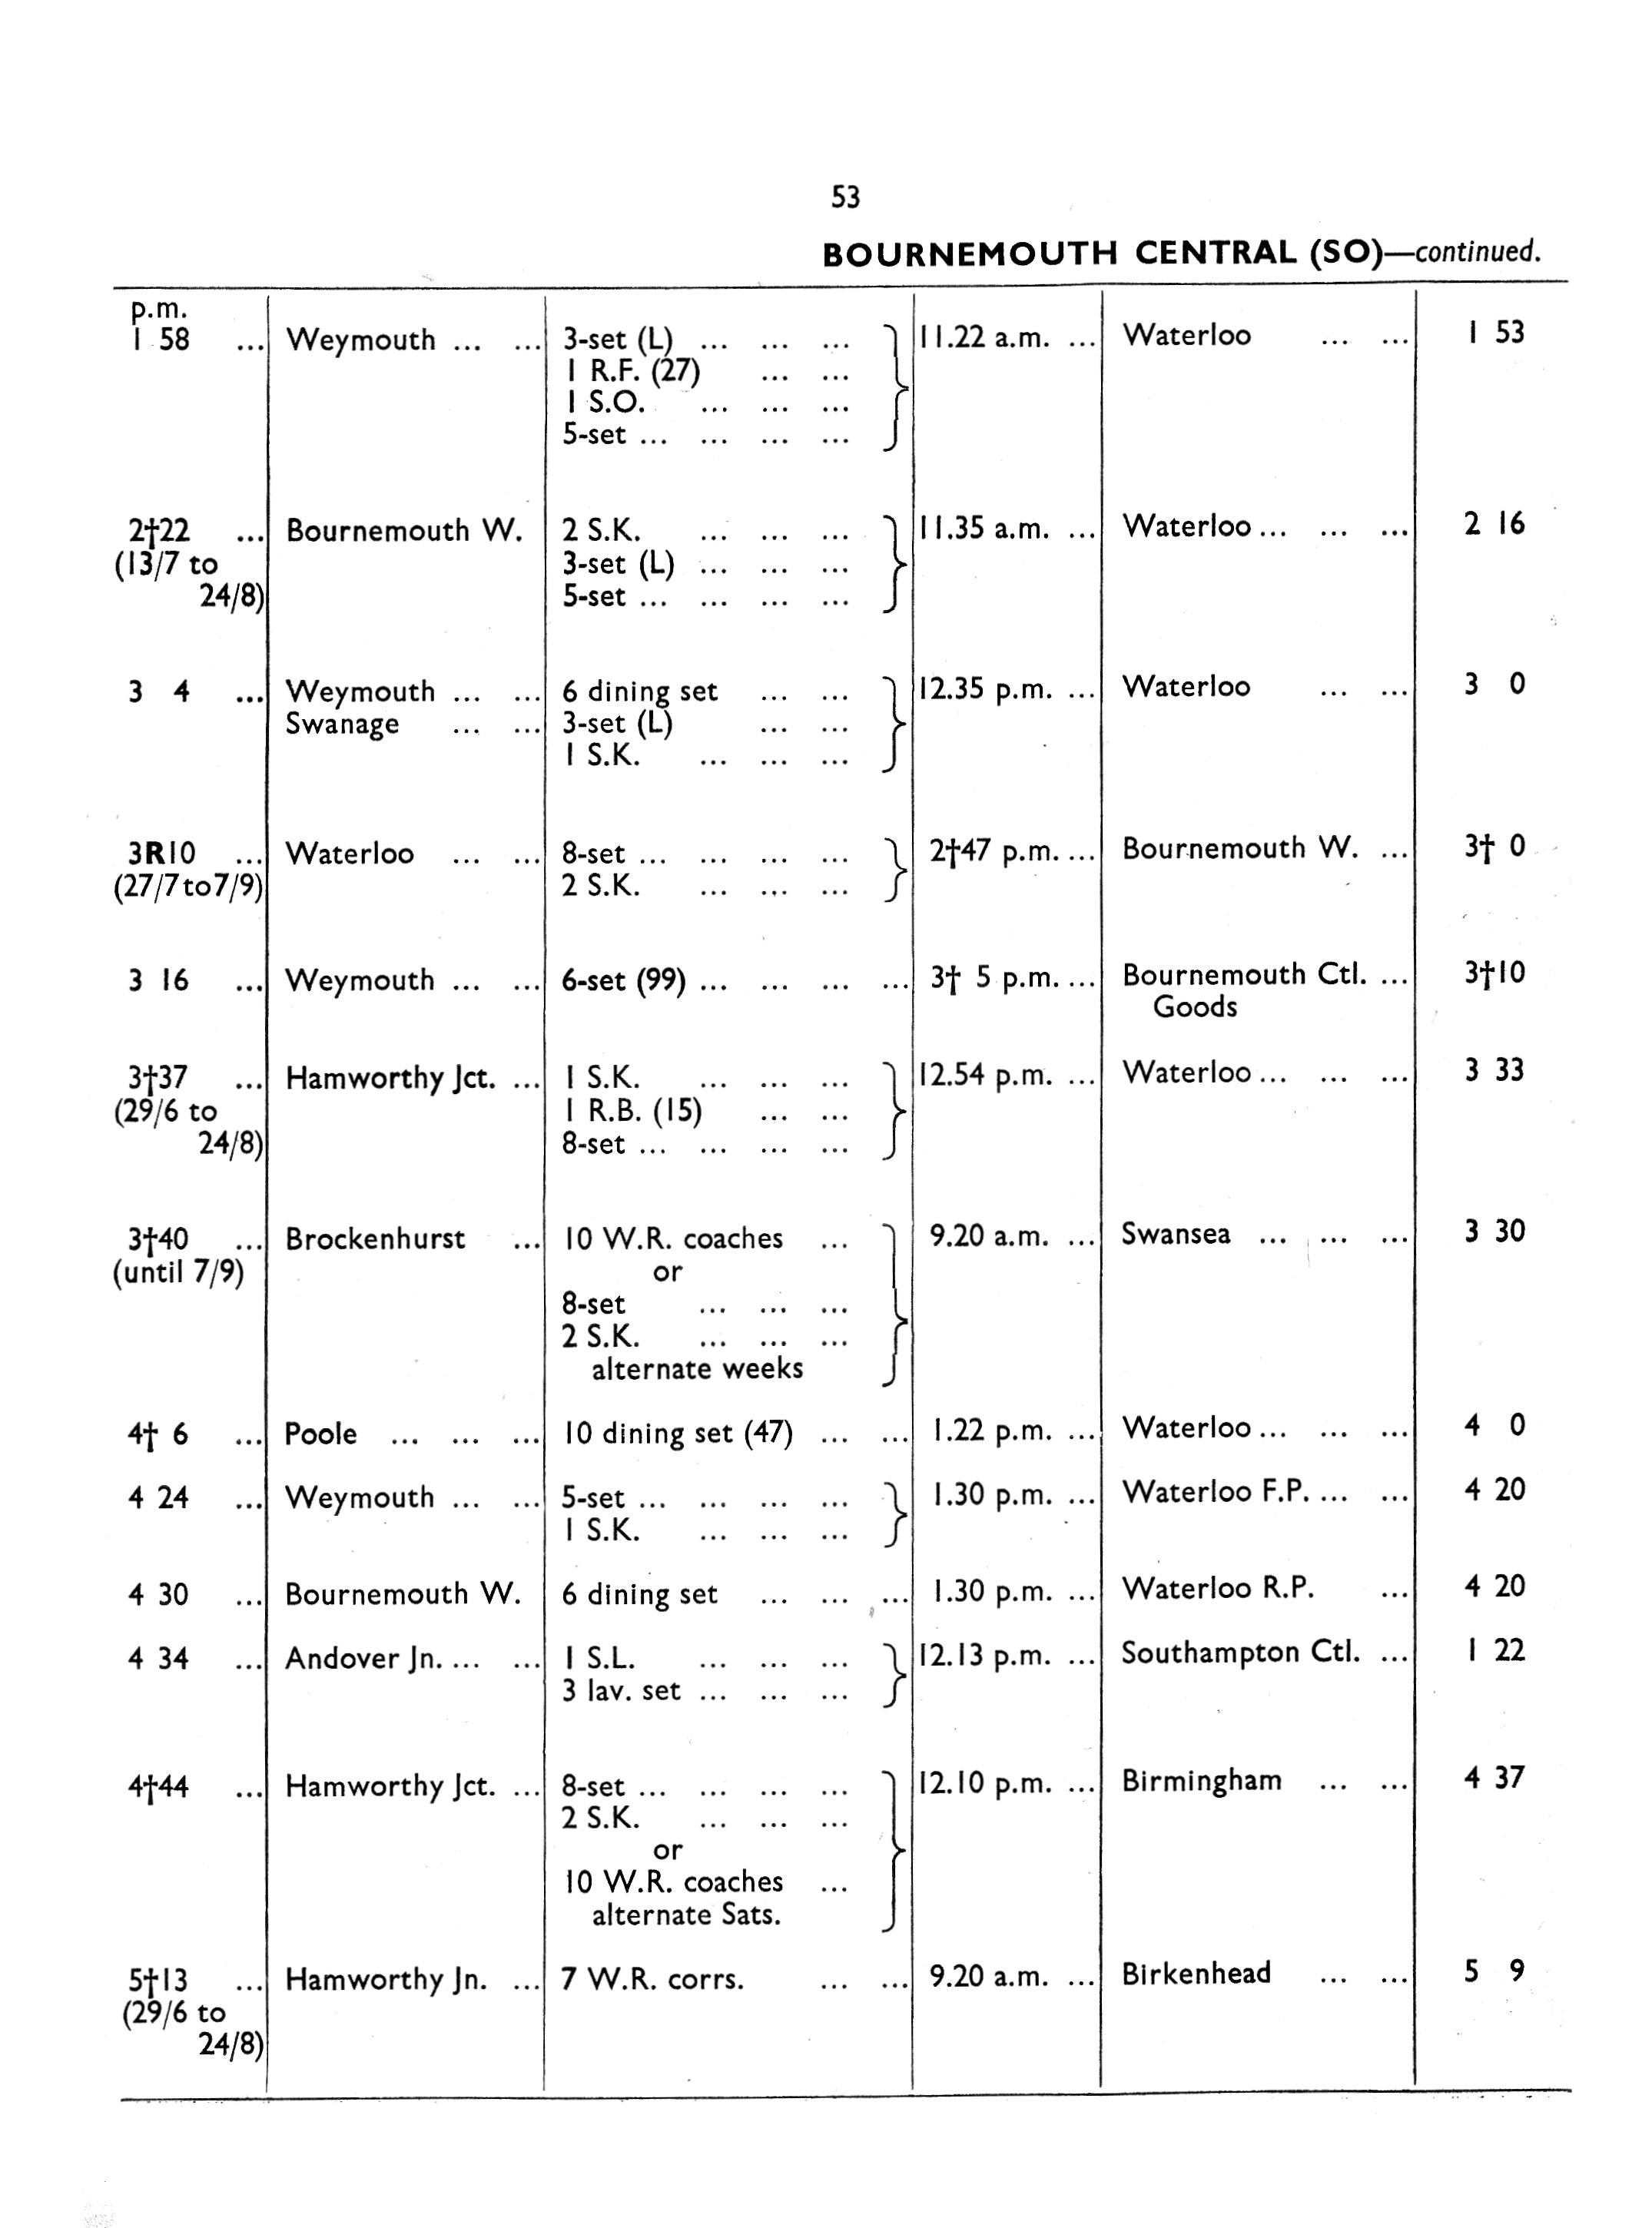 53
BOURNEMOUTH CENTRAL (SO)—continued.
p.m.
1 58 ... Weymouth ... ... 3-set (L) ... ... ... 11.22 a.m. ... Waterloo ... ... 1 53
1 R.F. (27) ... ...
1 S.O. ... ... ...
5-set ... ... ... ...
2†22 ... Bournemouth W. 2 S.K. ... ... ... 11.35 a.m. ... Waterloo ... ... ... 2 16
(13/7 to 3-set (L) ... ... ...
24/8) 5-set ... ... ... ...
3 4 ... Weymouth ... ... 6 dining set ... ... 12.35 p.m. ... Waterloo ... ... 3 0
Swanage ... ... 3-set (L) ... ...
1 S.K. ... ... ...
3R10 ... Waterloo ... ... 8-set ... ... ... ... 2†47 p.m. ... Bournemouth W. ... 3† 0
(27/7 to 7/9) 2 S.K. ... ... ...
3 16 ... Weymouth ... ... 6-set (99) ... ... ... ... 3† 5 p.m. ... Bournemouth Ctl. ... 3†10
Goods
3†37 ... Hamworthy Jct. ... 1 S.K. ... ... ... 12.54 p.m. ... Waterloo ... ... ... 3 33
(29/6 to 1 R.B. (15) ... ...
24/8) 8-set ... ... ... ...
3†40 ... Brockenhurst ... 10 W.R. coaches ... 9.20 a.m. ... Swansea ... ... ... 3 30
(until 7/9) or
8-set ... ... ...
2 S.K. ... ... ...
alternate weeks
4† 6 ... Poole ... ... ... 10 dining set (47) ... ... 1.22 p.m. ... Waterloo ... ... ... 4 0
4 24 ... Weymouth ... ... 5-set ... ... ... ... 1.30 p.m. ... Waterloo F.P. ... ... 4 20
1 S.K. ... ... ...
4 30 ... Bournemouth W. 6 dining set ... ... ... 1.30 p.m. ... Waterloo R.P. ... 4 20
4 34 ... Andover Jn. ... ... 1 S.L. ... ... ... 12.13 p.m. ... Southampton Ctl. ... 1 22
3 lav. set ... ... ...
4†44 ... Hamworthy Jct. ... 8-set ... ... ... ... 12.10 p.m. ... Birmingham ... ... 4 37
2 S.K. ... ... ...
or
10 W.R. coaches ...
alternate Sats.
5†13 ... Hamworthy Jn. ... 7 W.R. corrs. ... ... 9.20 a.m. ... Birkenhead ... ... 5 9
(29/6 to
24/8)